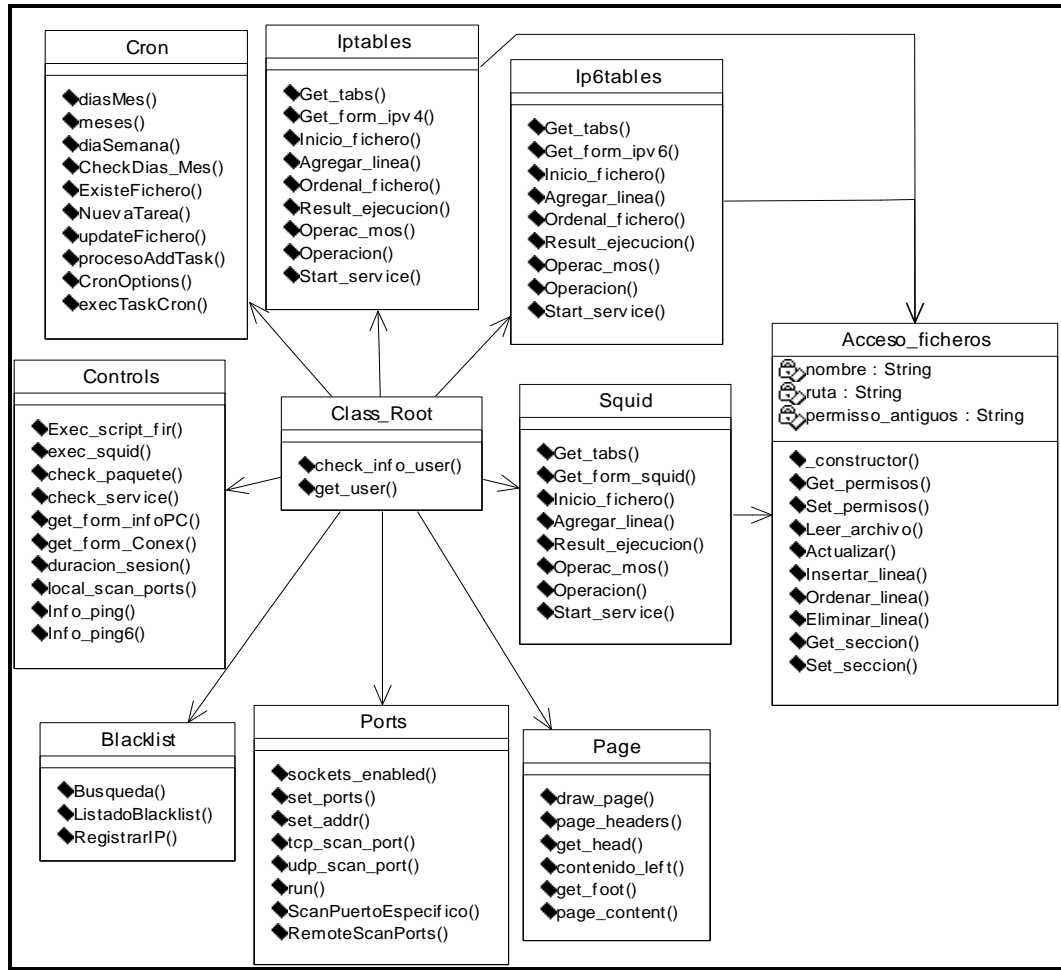 Cron
diasMes()
meses()
diaSemana()
CheckDias_Mes()
ExisteFichero()
NuevaTarea()
updateFichero()
procesoAddTask()
CronOptions()
execTaskCron()
Iptables
Get_tabs()
Get_form_ipv4()
Inicio_fichero()
Agregar_linea()
Ordenal_fichero()
Result_ejecucion()
Operac_mos()
Operacion()
Start_service()
Ip6tables
Get_tabs()
Get_form_ipv6()
Inicio_fichero()
Agregar_linea()
Ordenal_fichero()
Result_ejecucion()
Operac_mos()
Operacion()
Start_service()
Acceso_ficheros
nombre : String
ruta : String
permisso_antiguos : String
_constructor()
Get_permisos()
Set_permisos()
Leer_archivo()
Actualizar()
Insertar_linea()
Ordenar_linea()
Eliminar_linea()
Get_seccion()
Set_seccion()
Controls
Exec_script_fir()
exec_squid()
check_paquete()
check_service()
get_form_infoPC()
get_form_Conex()
duracion_sesion()
local_scan_ports()
Info_ping()
Info_ping6()
Class_Root
check_info_user()
get_user()
Squid
Get_tabs()
Get_form_squid()
Inicio_fichero()
Agregar_linea()
Result_ejecucion()
Operac_mos()
Operacion()
Start_service()
Blacklist
Busqueda()
ListadoBlacklist()
RegistrarIP()
Ports
sockets_enabled()
set_ports()
set_addr()
tcp_scan_port()
udp_scan_port()
run()
ScanPuertoEspecifico()
RemoteScanPorts()
Page
draw_page()
page_headers()
get_head()
contenido_left()
get_foot()
page_content()